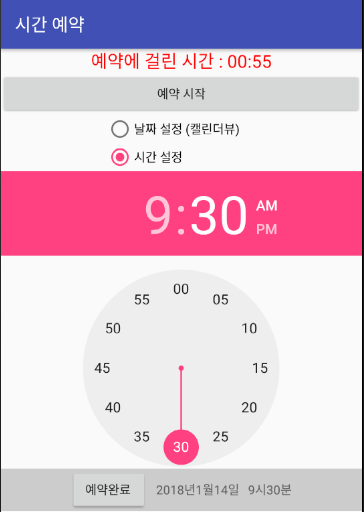 시간 예약
예약에 걸린 시간 : 00:55
예약 시작
날짜 설정 (캘린더뷰)
시간 설정
9:30 AM
PM
00
55 05
50 10
45 15
40 20
35 25
30
예약완료 2018년1월14일 9시30분